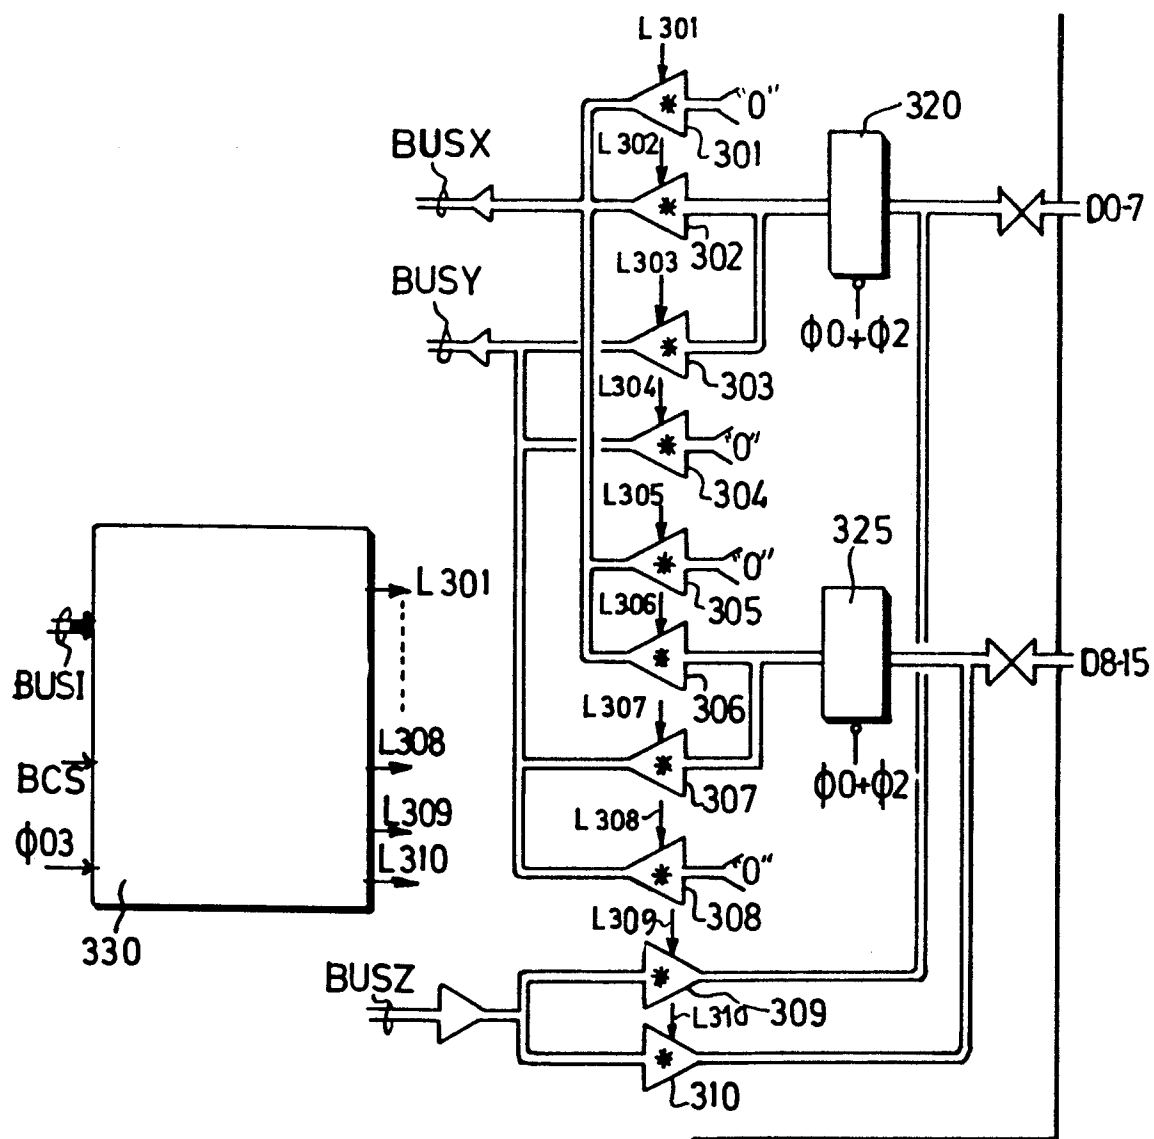 L301
"0"
320
BUSX
L302
301
D0-7
302
L303
BUSY
ϕ0+ϕ2
303
L304
"0"
304
L305
325
"0"
L301
305
L306
BUSI
D8-15
306
L307
L308
BCS
ϕ0+ϕ2
307
L309
L308
ϕ03
L310
"0"
308
L309
330
BUSZ
309
L310
310